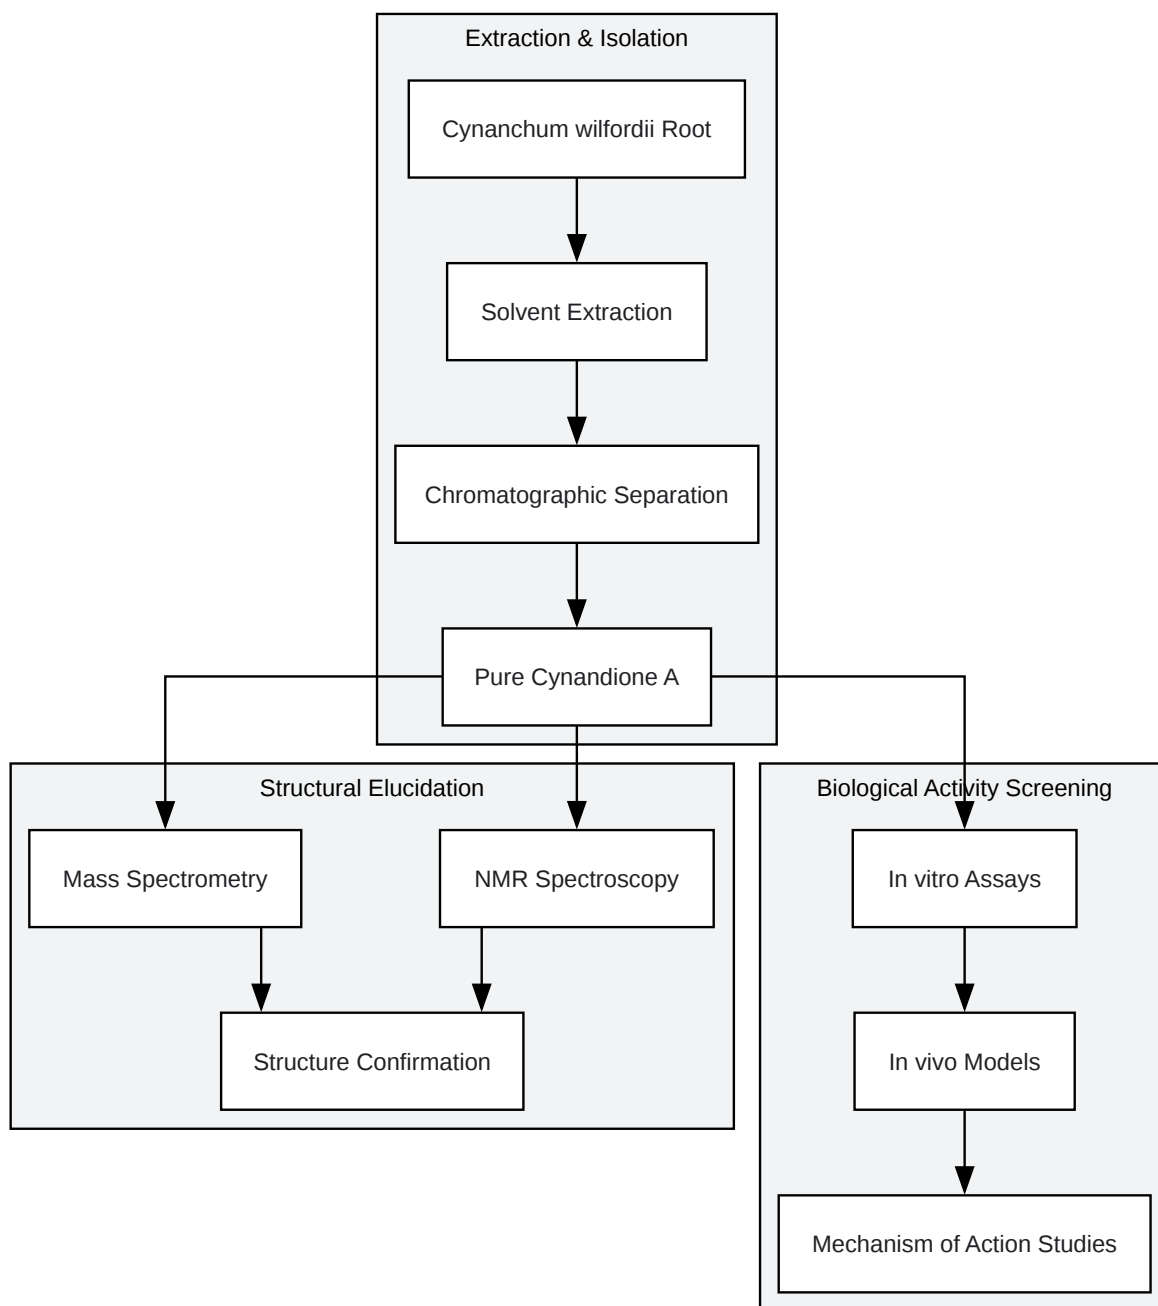 Extraction & Isolation
Cynanchum wilfordii Root
Solvent Extraction
Chromatographic Separation
Pure Cynandione A
Structural Elucidation
Mass Spectrometry
NMR Spectroscopy
Structure Confirmation
Biological Activity Screening
In vitro Assays
In vivo Models
Mechanism of Action Studies